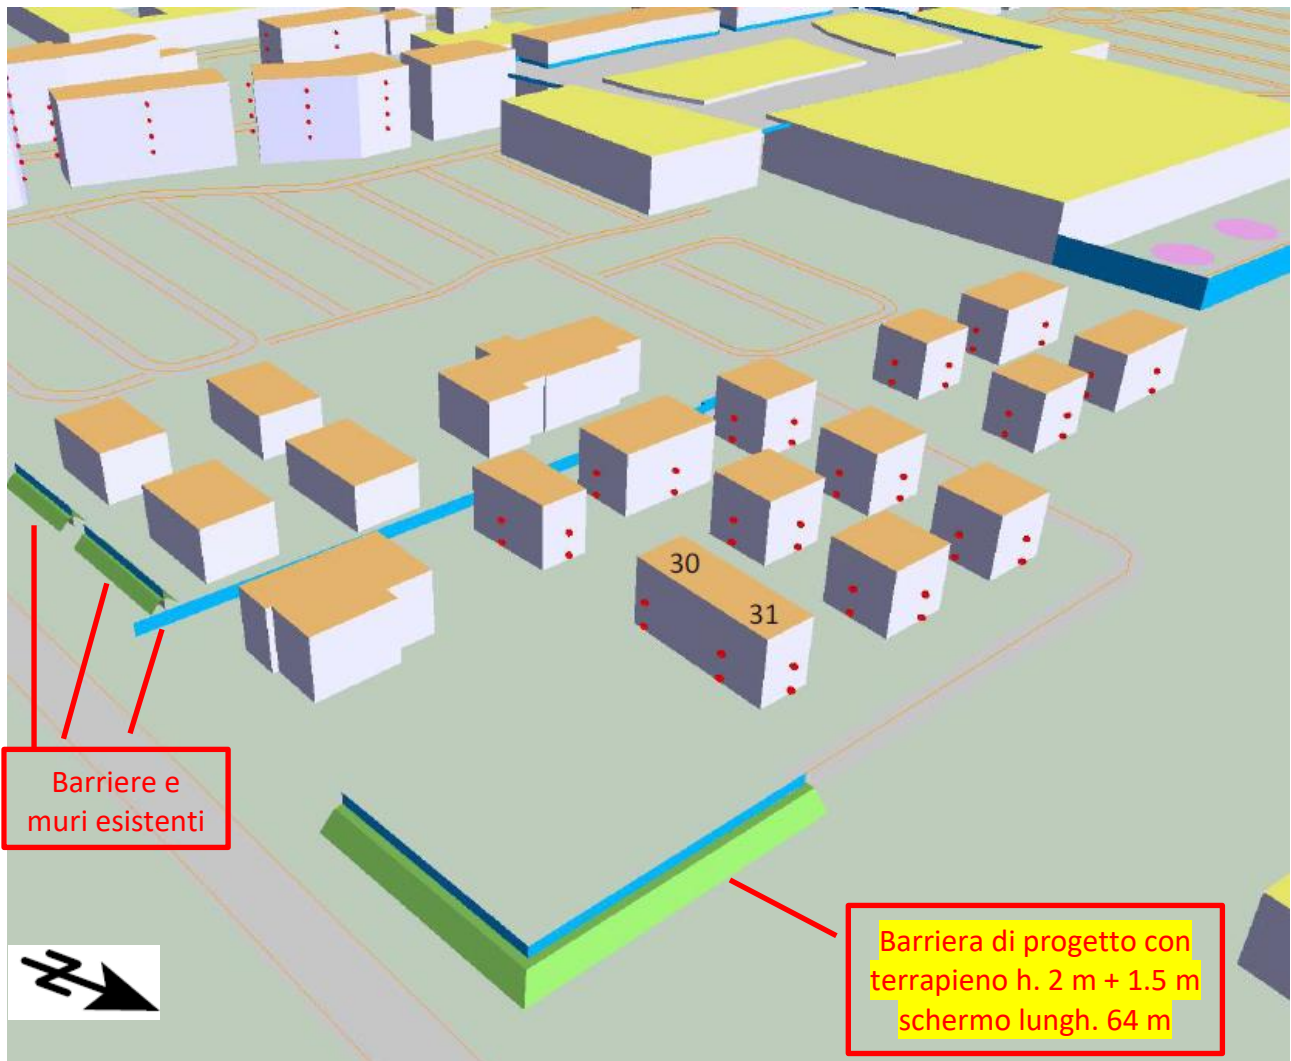 30
31
Barriere e
muri esistenti
Barriera di progetto con
terrapieno h. 2 m + 1.5 m
schermo lungh. 64 m
N